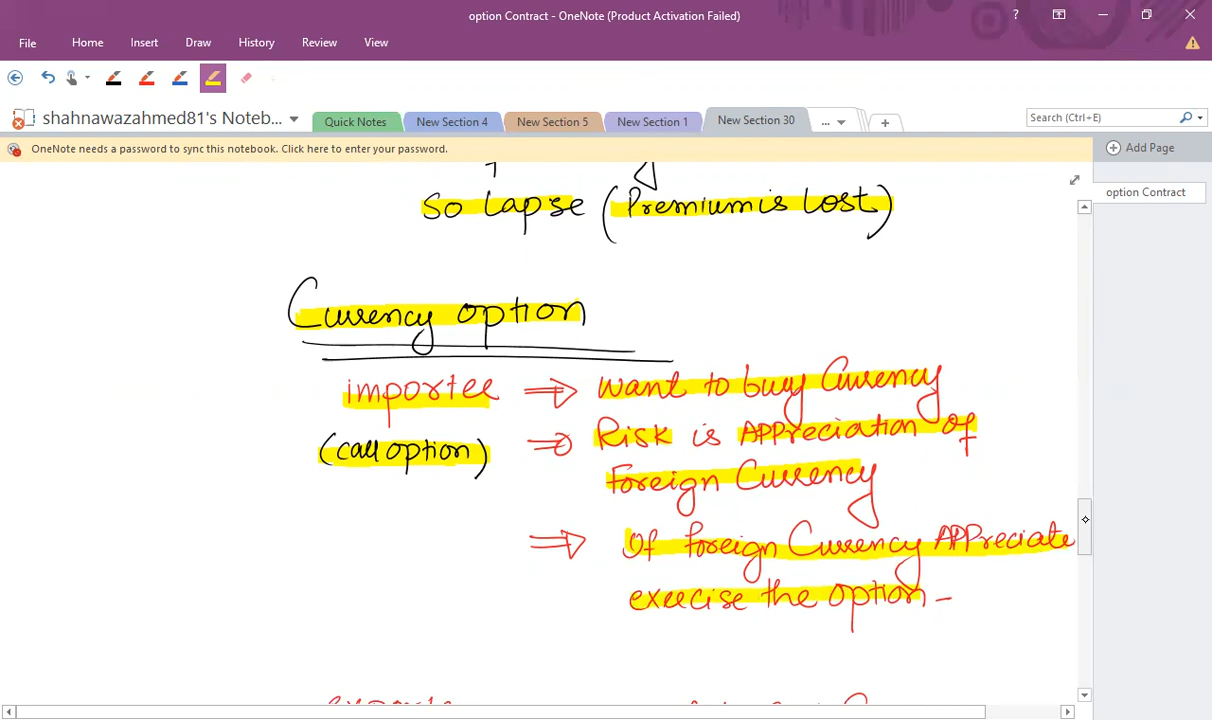 option Contract - OneNote (Product Activation Failed)
?
File Home Insert Draw History Review View
shahnawazahmed81's Noteb... Quick Notes New Section 4 New Section 5 New Section 1 New Section 30 ... Search (Ctrl+E)
OneNote needs a password to sync this notebook. Click here to enter your password.
Add Page
option Contract
So lapse (Premium is Lost)
Currency option
importer ⇒ want to buy Currency
(call option) ⇒ Risk is Appreciation of
foreign Currency
⇒ If foreign Currency Appreciate
exercise the option -